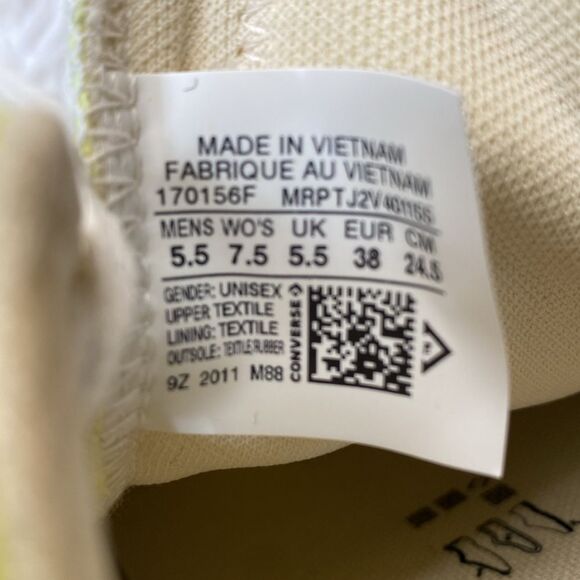 MADE IN VIETNAM
FABRIQUE AU VIETNAM
170156F MRPTJ2V4011SS
MENS WO'S UK EUR CM
5.5 7.5 5.5 38 24.5
GENDER: UNISEX
UPPER TEXTILE
LINING: TEXTILE
OUTSOLE: TEXTILE/RUBBER
9Z 2011 M88
CONVERSE